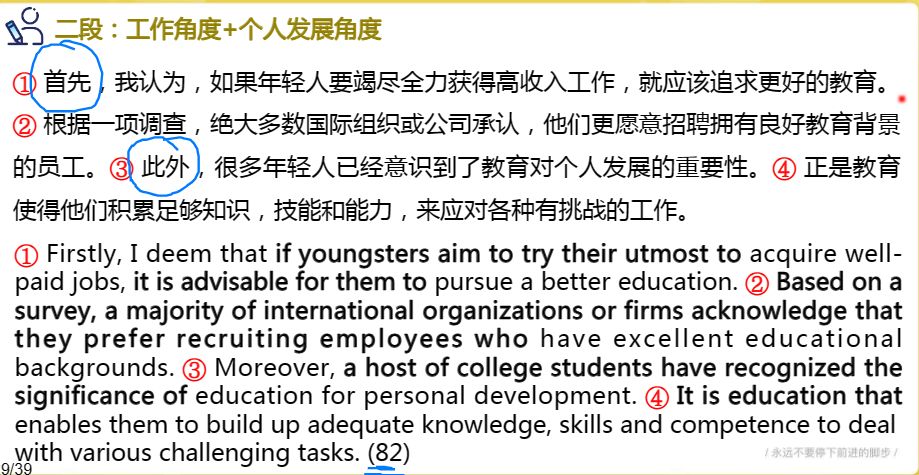 二段：工作角度+个人发展角度
① 首先，我认为，如果年轻人要竭尽全力获得高收入工作，就应该追求更好的教育。
② 根据一项调查，绝大多数国际组织或公司承认，他们更愿意招聘拥有良好教育背景
的员工。③ 此外，很多年轻人已经意识到了教育对个人发展的重要性。④ 正是教育
使得他们积累足够知识，技能和能力，来应对各种有挑战的工作。
① Firstly, I deem that if youngsters aim to try their utmost to acquire well-
paid jobs, it is advisable for them to pursue a better education. ② Based on a
survey, a majority of international organizations or firms acknowledge that
they prefer recruiting employees who have excellent educational
backgrounds. ③ Moreover, a host of college students have recognized the
significance of education for personal development. ④ It is education that
enables them to build up adequate knowledge, skills and competence to deal
with various challenging tasks. (82)
/ 永远不要停下前进的脚步 /
9/39